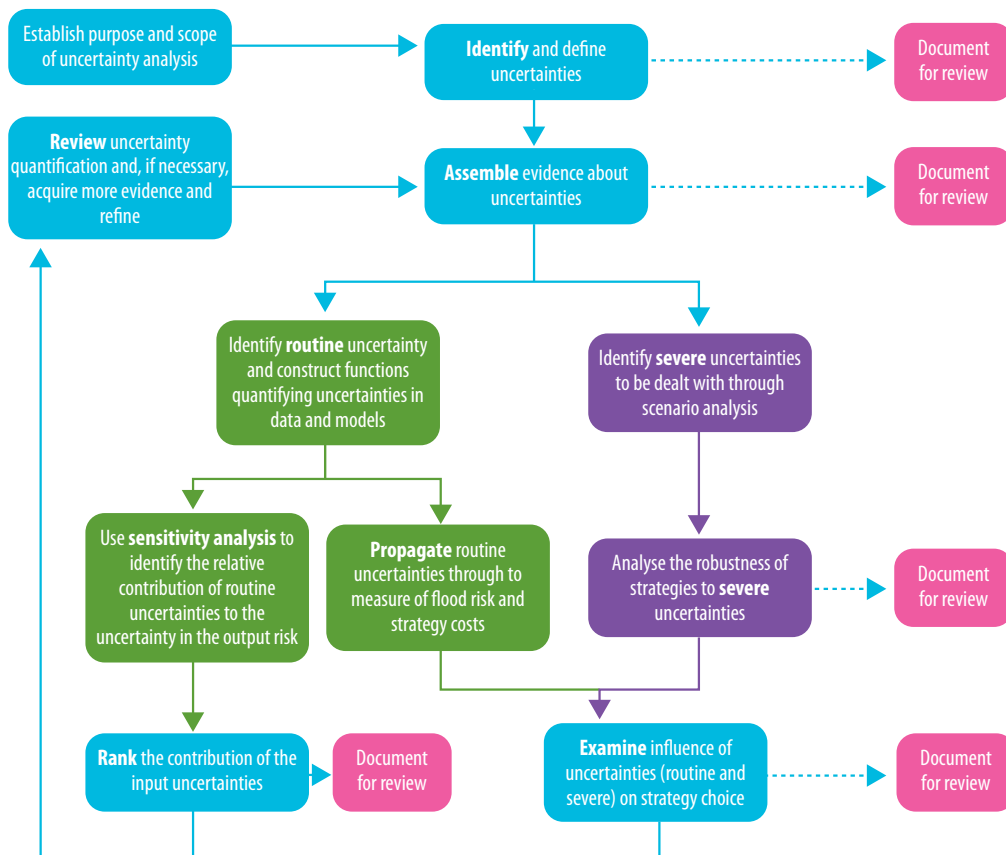 Establish purpose and scope
of uncertainty analysis
Identify and define
uncertainties
Document
for review
Review uncertainty
quantification and, if necessary,
acquire more evidence and
refine
Assemble evidence about
uncertainties
Document
for review
Identify routine uncertainty
and construct functions
quantifying uncertainties in
data and models
Identify severe uncertainties
to be dealt with through
scenario analysis
Use sensitivity analysis to
identify the relative
contribution of routine
uncertainties to the
uncertainty in the output risk
Propagate routine
uncertainties through to
measure of flood risk and
strategy costs
Analyse the robustness of
strategies to severe
uncertainties
Document
for review
Rank the contribution of the
input uncertainties
Document
for review
Examine influence of
uncertainties (routine and
severe) on strategy choice
Document
for review